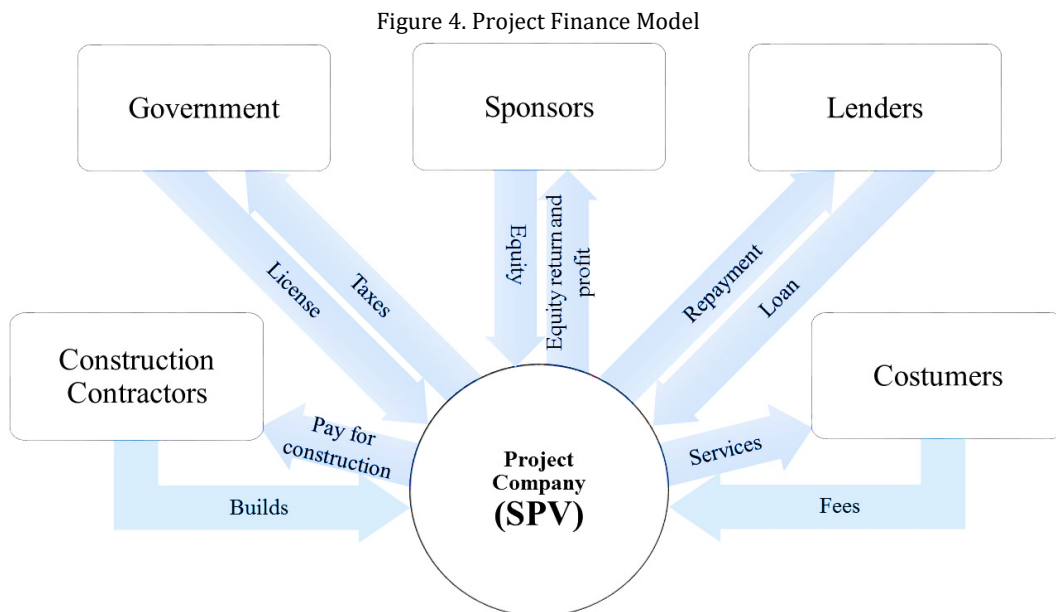 Figure 4. Project Finance Model
Government
Sponsors
Lenders
License
Taxes
Equity
Equity return and
profit
Repayment
Loan
Construction
Contractors
Costumers
Pay for
construction
Services
Project
Company
(SPV)
Builds
Fees